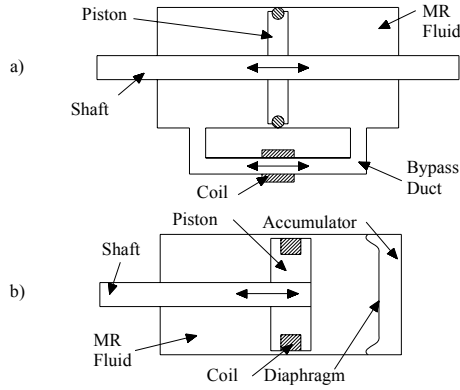 Piston
MR
Fluid
a)
Shaft
Bypass
Duct
Coil
Piston
Accumulator
Shaft
b)
MR
Fluid
Coil
Diaphragm